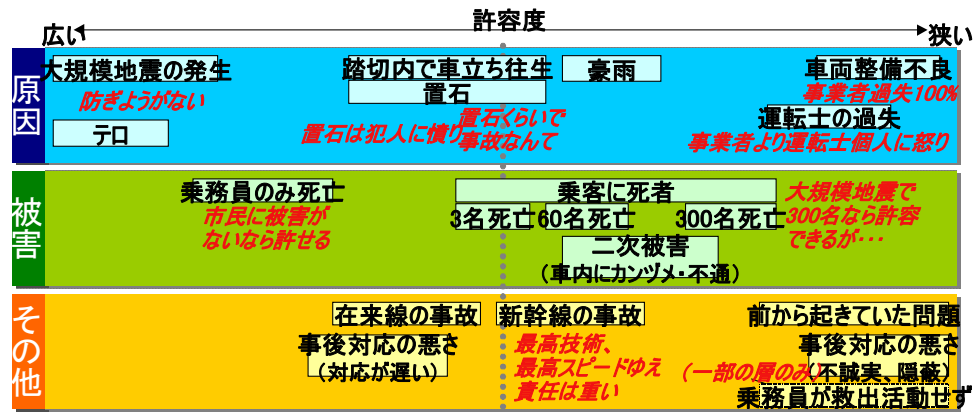 許容度
広い
狭い
原因
大規模地震の発生
防ぎようがない
テロ
踏切内で車立ち往生
置石
置石は犯人に憤り
置石くらいで
事故なんて
豪雨
車両整備不良
事業者過失100%
運転士の過失
事業者より運転士個人に怒り
被害
乗務員のみ死亡
市民に被害が
ないなら許せる
乗客に死者
3名死亡
60名死亡
300名死亡
二次被害
（車内にカンヅメ・不通）
大規模地震で
300名なら許容
できるが・・・
その他
在来線の事故
事後対応の悪さ
（対応が遅い）
新幹線の事故
最高技術、
最高スピードゆえ
責任は重い
前から起きていた問題
事後対応の悪さ
（不誠実、隠蔽）
（一部の層のみ）
乗務員が救出活動せず